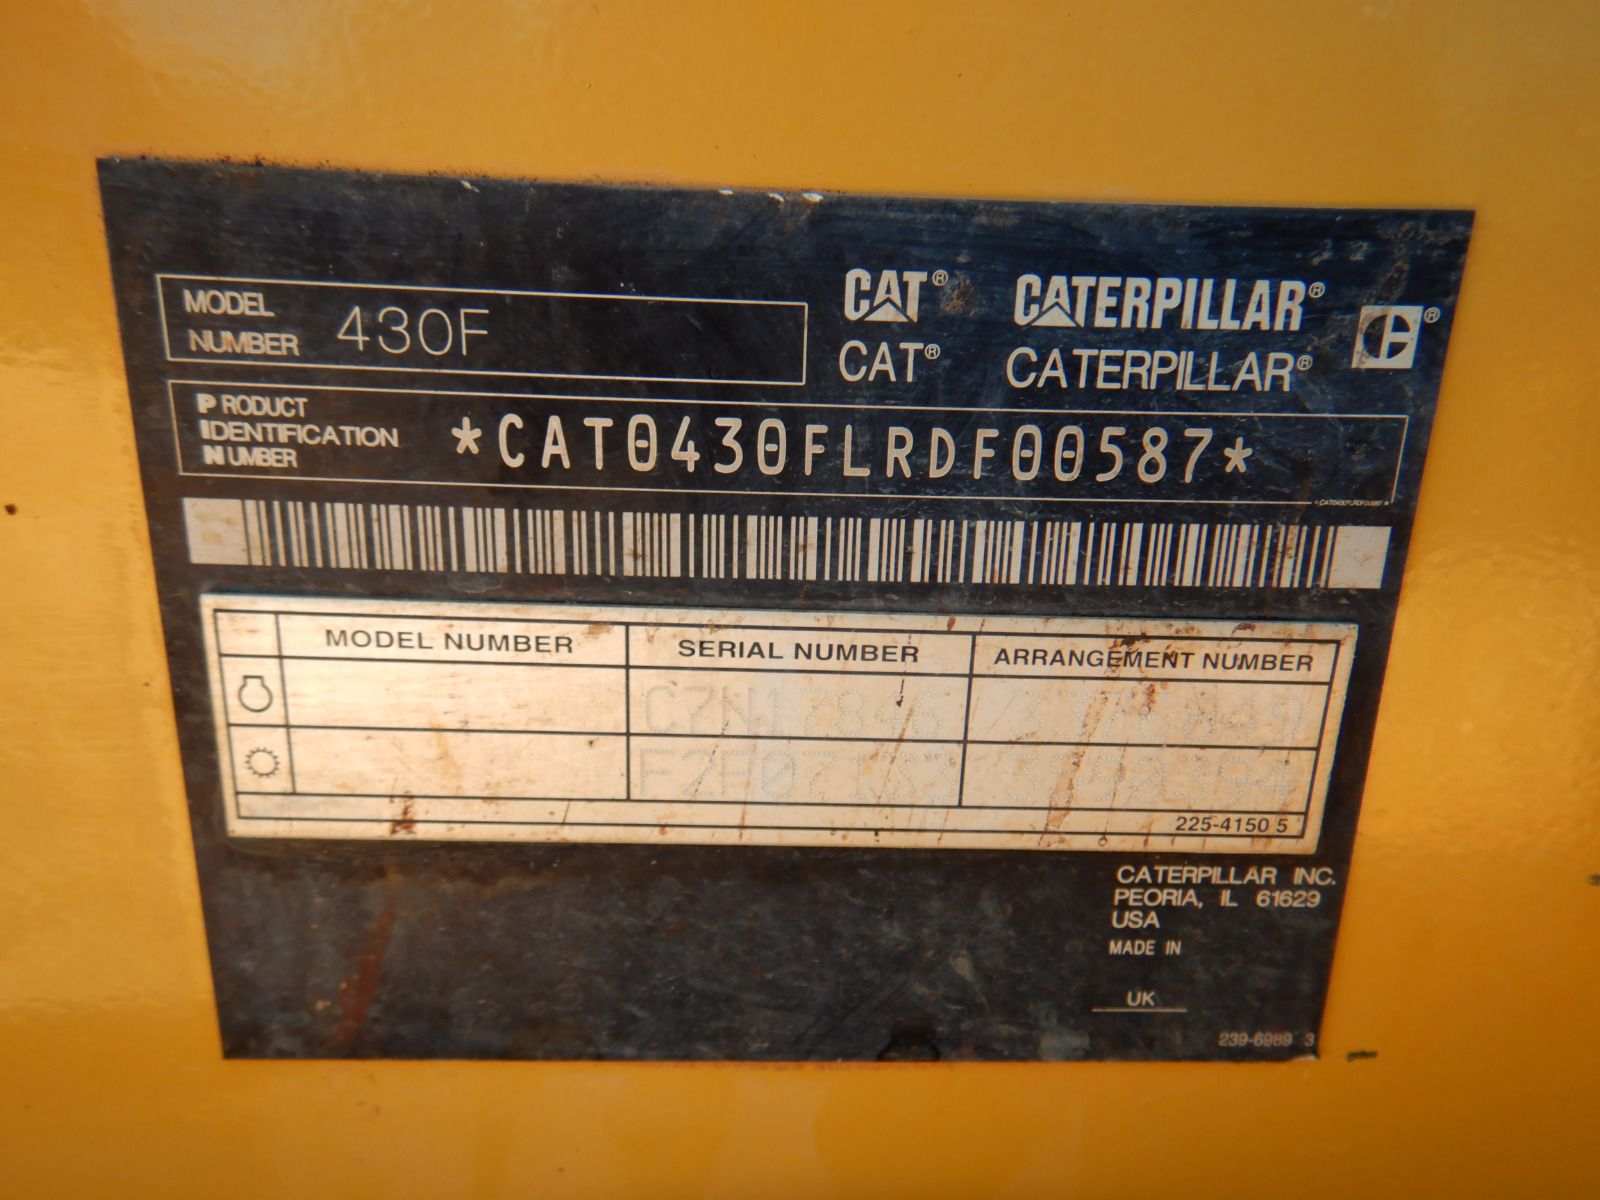 MODEL NUMBER 430F
CAT® CATERPILLAR®
CAT® CATERPILLAR®
PRODUCT IDENTIFICATION NUMBER *CAT0430FLRDF00587*
*CAT0430FLRDF00587*
MODEL NUMBER SERIAL NUMBER ARRANGEMENT NUMBER
225-4150 5
CATERPILLAR INC.
PEORIA, IL 61629
USA
MADE IN
UK
239-6989 3